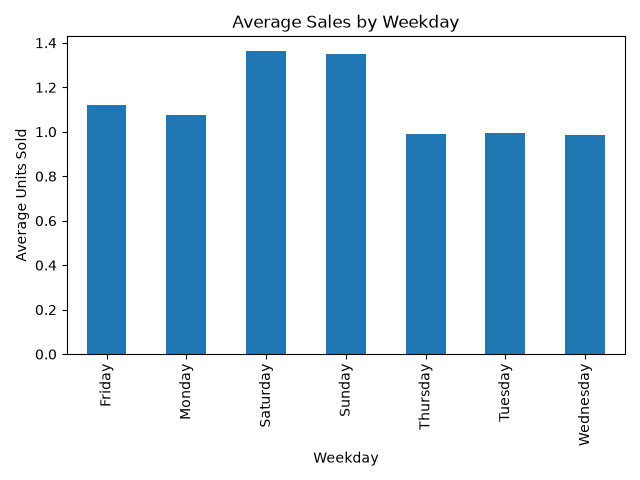 Average Sales by Weekday
Average Units Sold
1.4
1.2
1.0
0.8
0.6
0.4
0.2
0.0
Friday
Monday
Saturday
Sunday
Thursday
Tuesday
Wednesday
Weekday